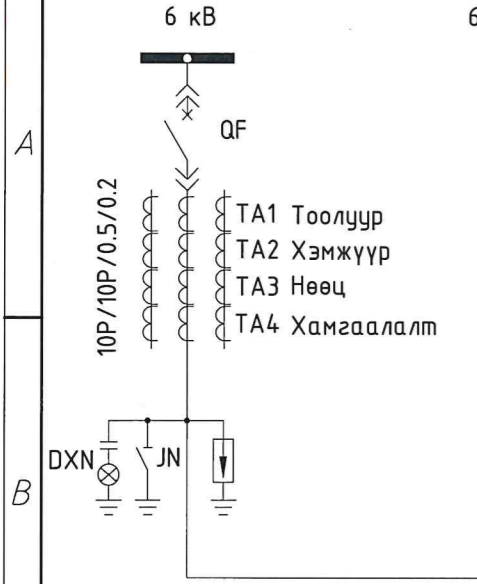 6 кВ
6
A
QF
10P/10P/0.5/0.2
TA1 Тоолуур
TA2 Хэмжүүр
TA3 Нөөц
TA4 Хамгаалалт
DXN
JN
B